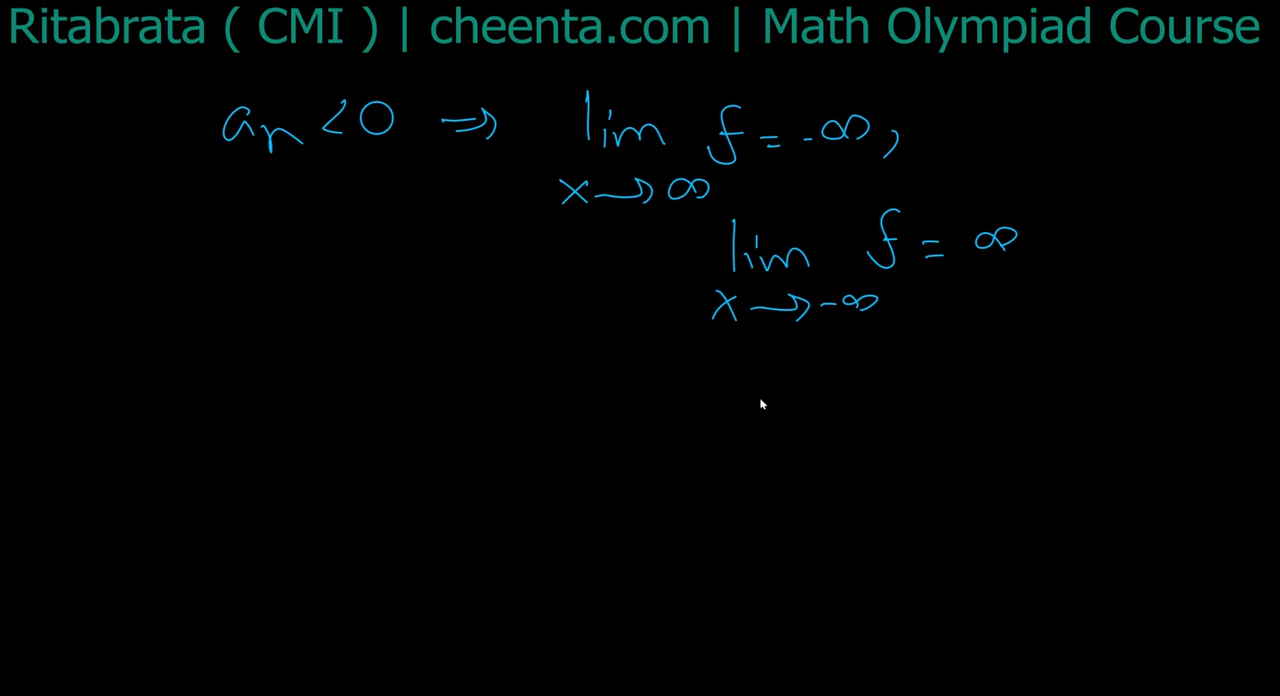 Ritabrata ( CMI ) | cheenta.com | Math Olympiad Course
an < 0 ⇒ lim f = -∞,
x → ∞
lim f = ∞
x → -∞